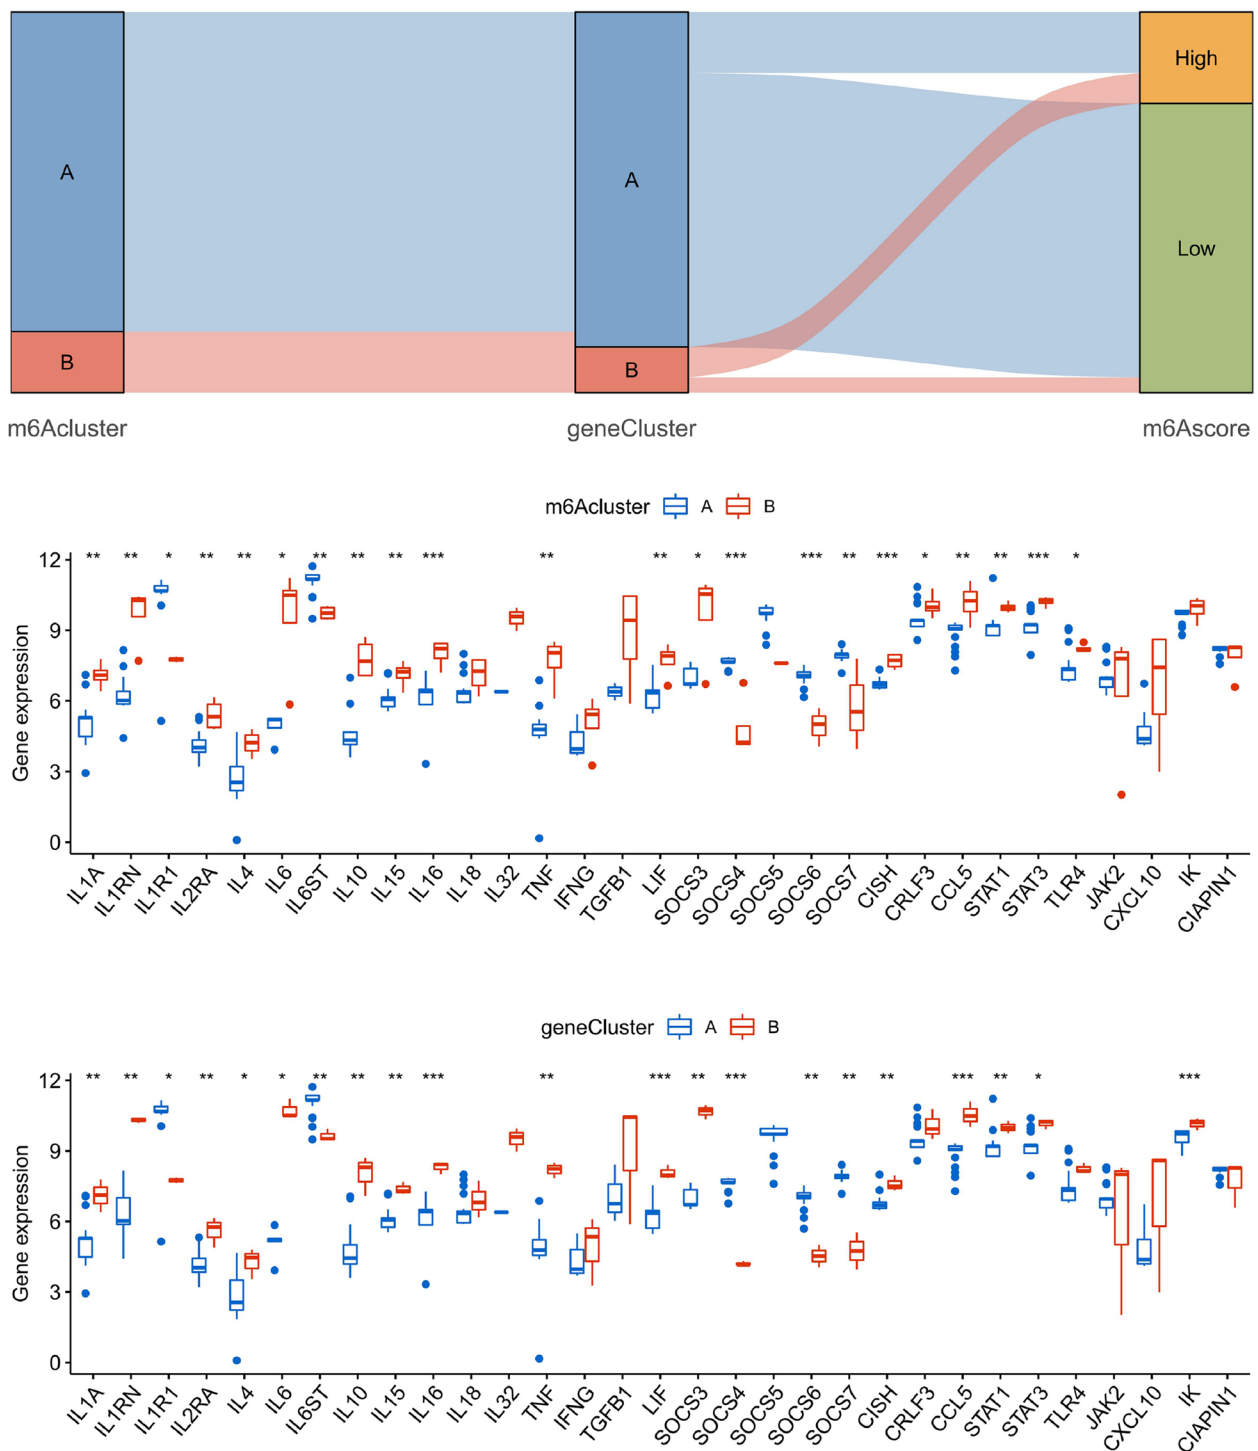 A
A
High
B
B
Low
m6Acluster
geneCluster
m6Ascore
m6Acluster A B
** ** * ** ** * ** ** ** *** ** ** * *** *** ** *** * ** ** *** *
Gene expression
12
9
6
3
0
IL1A IL1RN IL1R1 IL2RA IL4 IL6 IL6ST IL10 IL15 IL16 IL18 IL32 TNF IFNG TGFB1 LIF SOCS3 SOCS4 SOCS5 SOCS6 SOCS7 CISH CRLF3 CCL5 STAT1 STAT3 TLR4 JAK2 CXCL10 IK CIAPIN1
geneCluster A B
** ** * ** * * ** ** ** *** ** *** ** *** ** ** ** *** ** * ***
Gene expression
12
9
6
3
0
IL1A IL1RN IL1R1 IL2RA IL4 IL6 IL6ST IL10 IL15 IL16 IL18 IL32 TNF IFNG TGFB1 LIF SOCS3 SOCS4 SOCS5 SOCS6 SOCS7 CISH CRLF3 CCL5 STAT1 STAT3 TLR4 JAK2 CXCL10 IK CIAPIN1